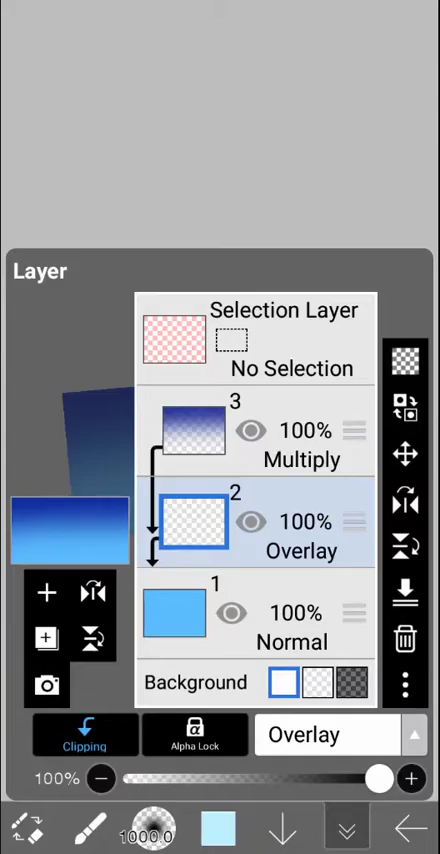 Layer
Selection Layer
No Selection
3
100%
Multiply
2
100%
Overlay
1
100%
Normal
Background
Clipping
α
Alpha Lock
Overlay
100%
1000.0